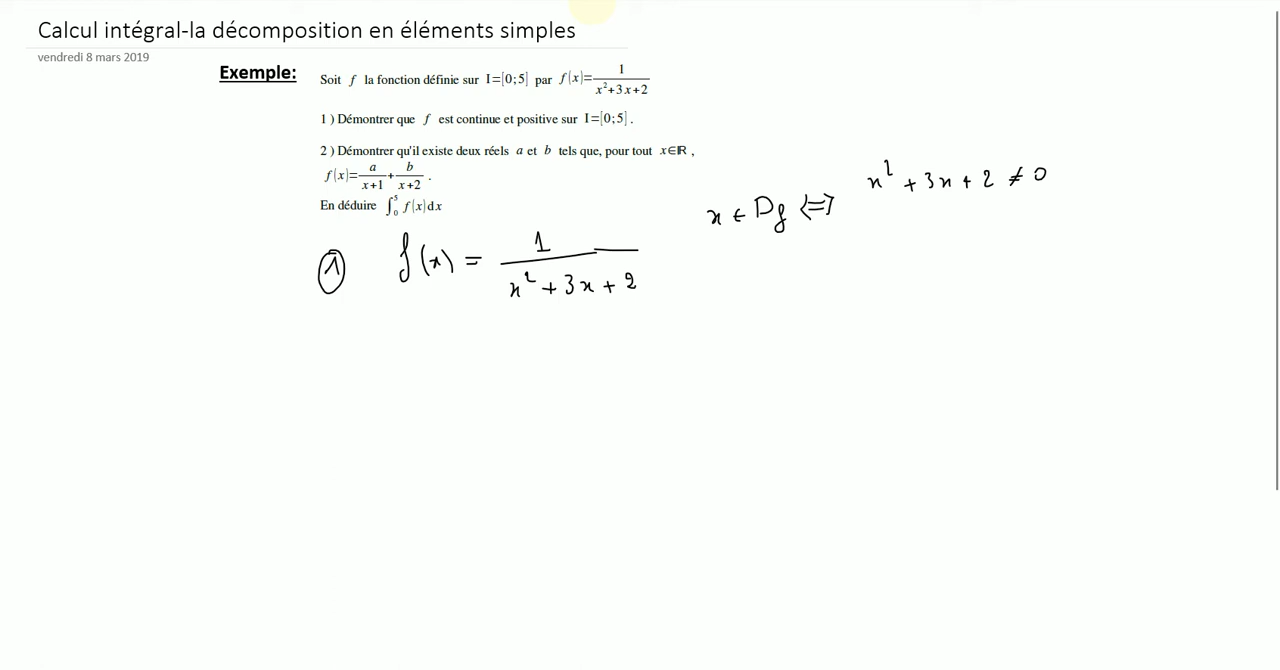 Calcul intégral-la décomposition en éléments simples
vendredi 8 mars 2019
Exemple: Soit f la fonction définie sur I=[0;5] par f(x)=1/(x²+3x+2)
1 ) Démontrer que f est continue et positive sur I=[0;5] .
2 ) Démontrer qu'il existe deux réels a et b tels que, pour tout x∈ℝ ,
f(x)=a/(x+1)+b/(x+2) .
En déduire ∫₀⁵ f(x)dx
x ∈ Df ⟺ x² + 3x + 2 ≠ 0
① f(x) = 1/(x² + 3x + 2)